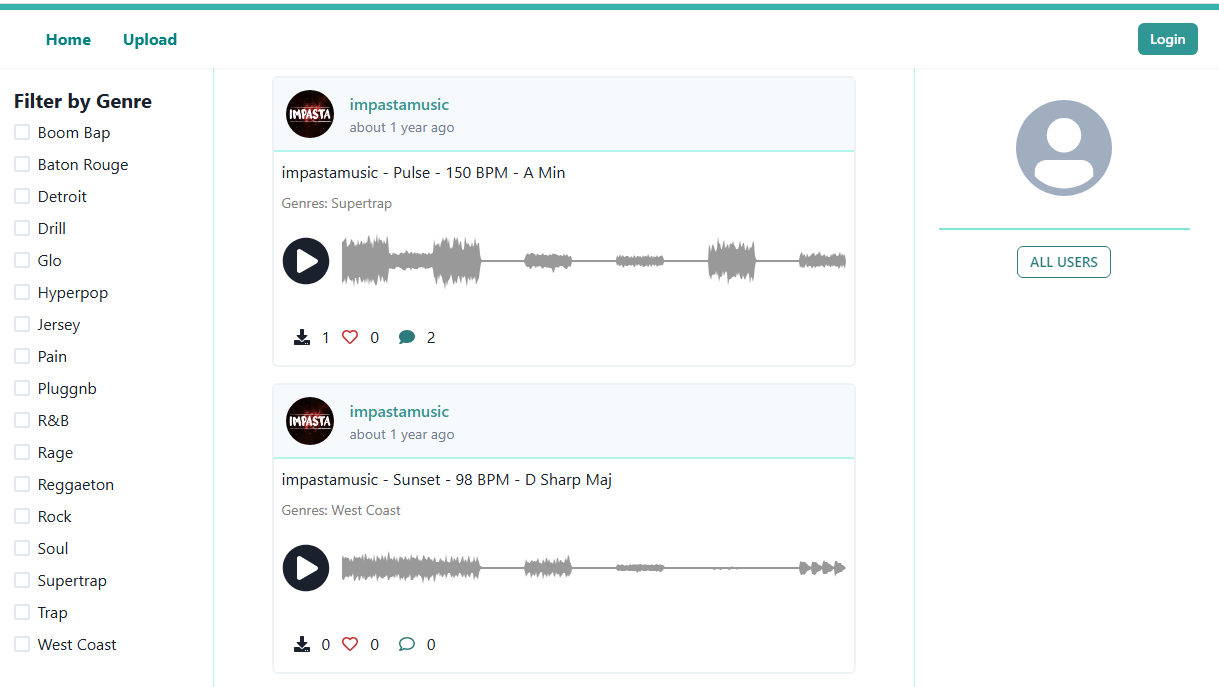 Home
Upload
Login
Filter by Genre
Boom Bap
Baton Rouge
Detroit
Drill
Glo
Hyperpop
Jersey
Pain
Pluggnb
R&B
Rage
Reggaeton
Rock
Soul
Supertrap
Trap
West Coast
IMPASTA
impastamusic
about 1 year ago
impastamusic - Pulse - 150 BPM - A Min
Genres: Supertrap
1 0 2
IMPASTA
impastamusic
about 1 year ago
impastamusic - Sunset - 98 BPM - D Sharp Maj
Genres: West Coast
0 0 0
ALL USERS